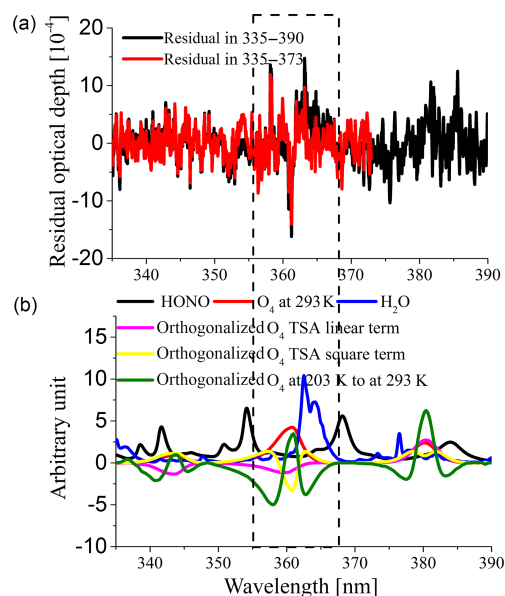 (a)
Residual in 335–390
Residual in 335–373
Residual optical depth [10⁻⁴]
20
10
0
-10
-20
340 350 360 370 380 390
(b)
HONO O₄ at 293 K H₂O
Orthogonalized O₄ TSA linear term
Orthogonalized O₄ TSA square term
Orthogonalized O₄ at 203 K to at 293 K
Arbitrary unit
15
10
5
0
-5
-10
340 350 360 370 380 390
Wavelength [nm]